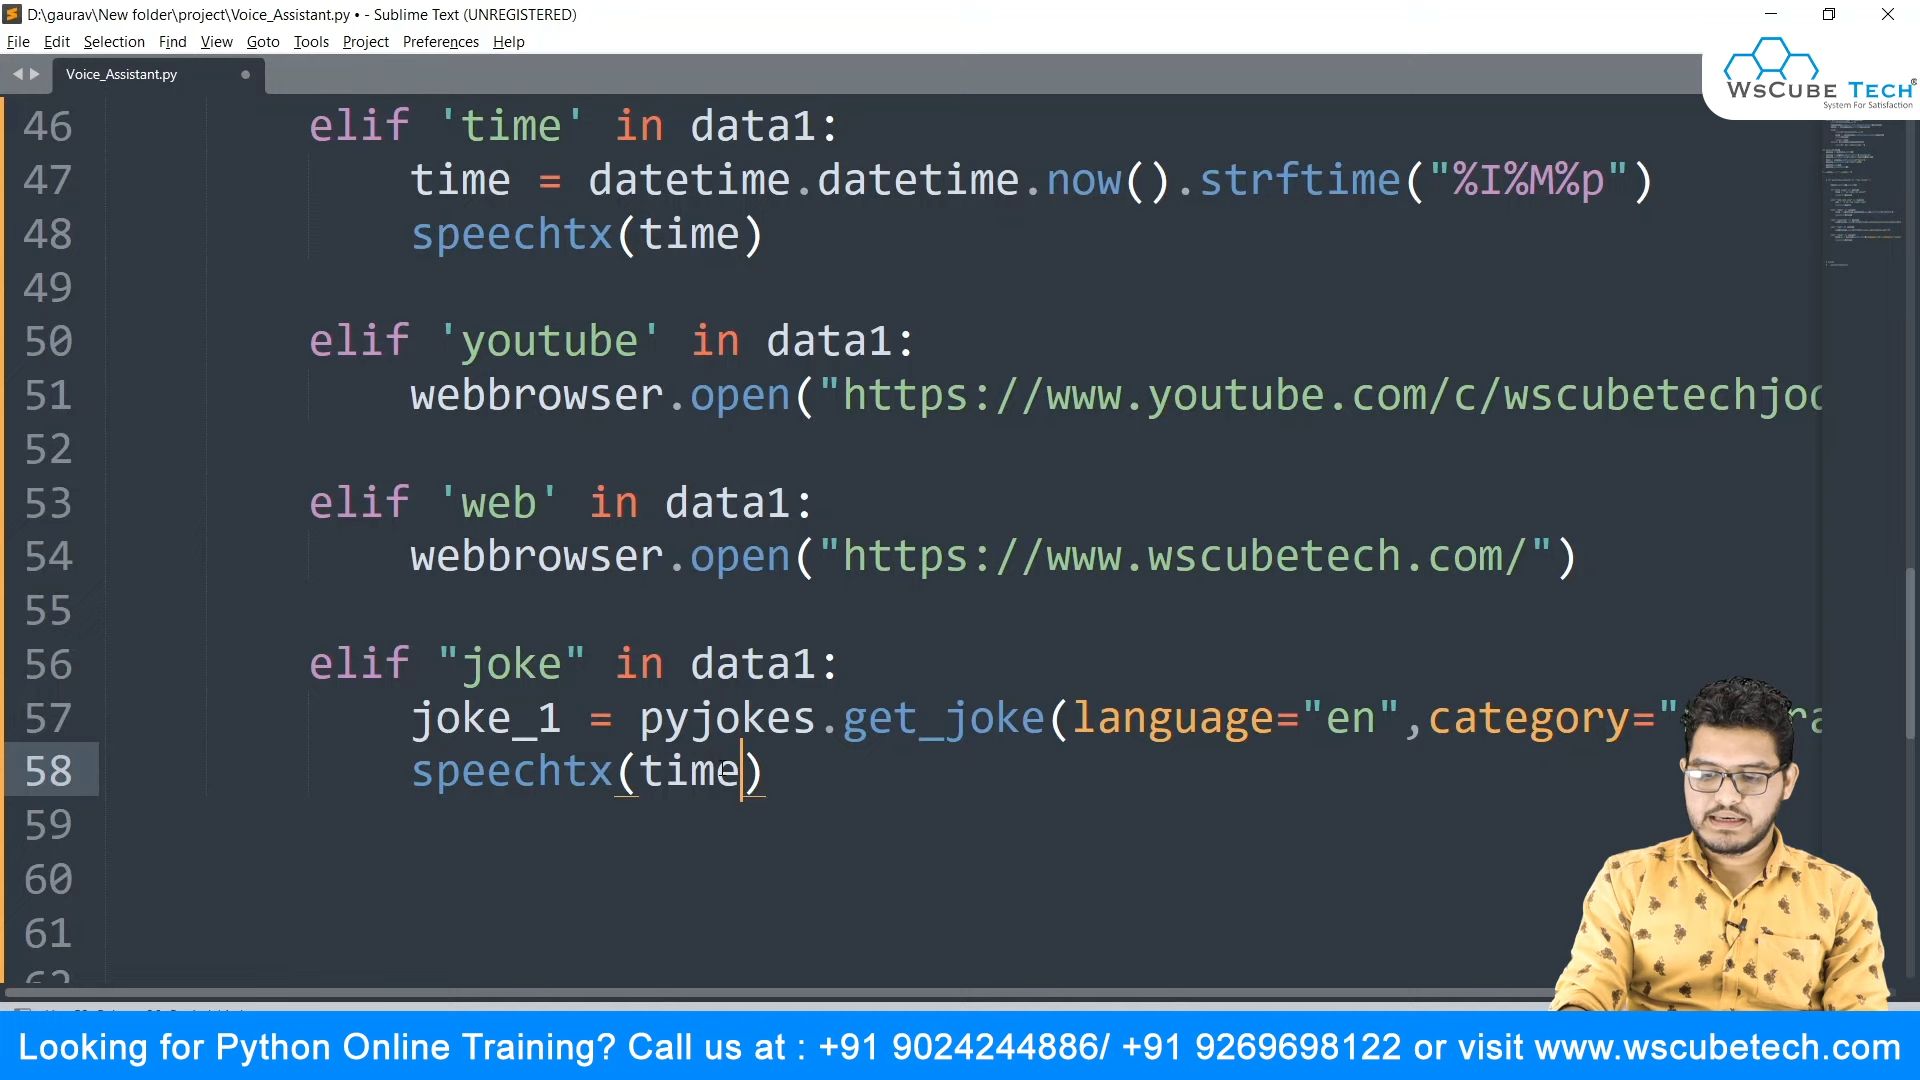 D:\gaurav\New folder\project\Voice_Assistant.py • - Sublime Text (UNREGISTERED)
File Edit Selection Find View Goto Tools Project Preferences Help
Voice_Assistant.py
WsCube Tech®
System For Satisfaction
46 elif 'time' in data1:
47 time = datetime.datetime.now().strftime("%I%M%p")
48 speechtx(time)
49
50 elif 'youtube' in data1:
51 webbrowser.open("https://www.youtube.com/c/wscubetechjod
52
53 elif 'web' in data1:
54 webbrowser.open("https://www.wscubetech.com/")
55
56 elif "joke" in data1:
57 joke_1 = pyjokes.get_joke(language="en",category="
58 speechtx(time)
59
60
61
62
Looking for Python Online Training? Call us at : +91 9024244886/ +91 9269698122 or visit www.wscubetech.com